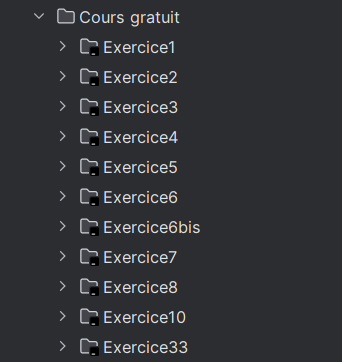 Cours gratuit
Exercice1
Exercice2
Exercice3
Exercice4
Exercice5
Exercice6
Exercice6bis
Exercice7
Exercice8
Exercice10
Exercice33